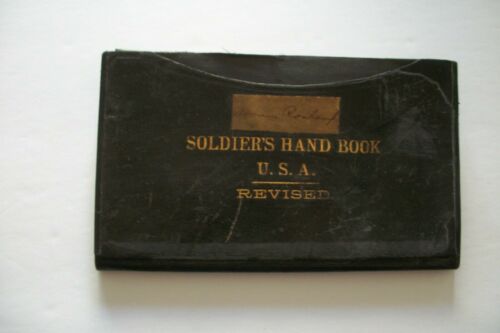 SOLDIER'S HAND BOOK
U. S. A.
REVISED